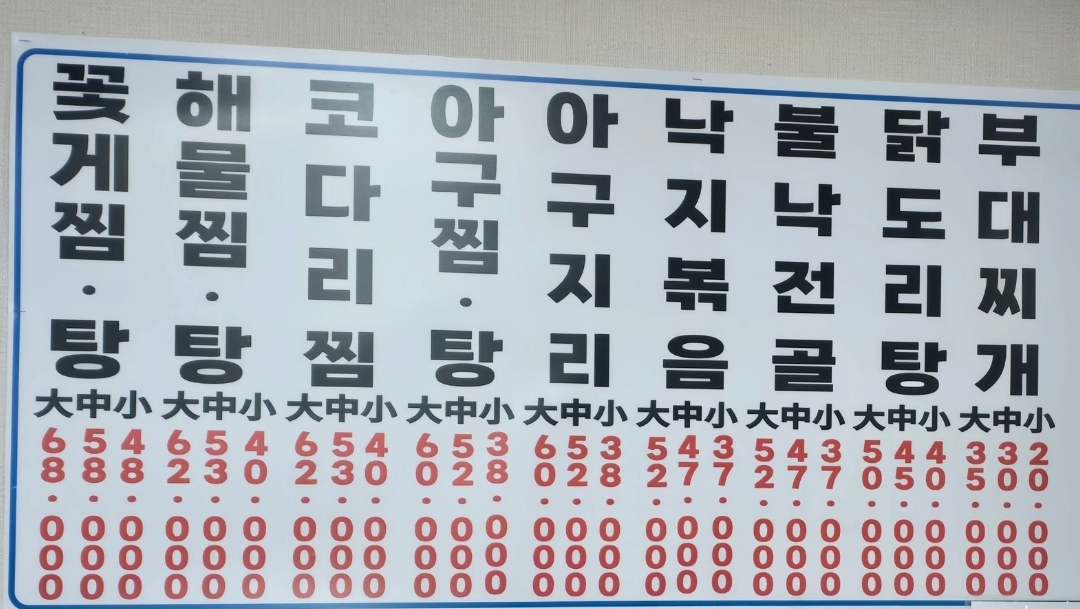 꽃게찜·탕
大中小
68.000
58.000
48.000
해물찜·탕
大中小
62.000
53.000
40.000
코다리찜
大中小
62.000
53.000
40.000
아구찜·탕
大中小
60.000
52.000
38.000
아구지리
大中小
60.000
52.000
38.000
낙지볶음
大中小
52.000
47.000
37.000
불낙전골
大中小
52.000
47.000
37.000
닭도리탕
大中小
50.000
45.000
40.000
부대찌개
大中小
35.000
30.000
20.000